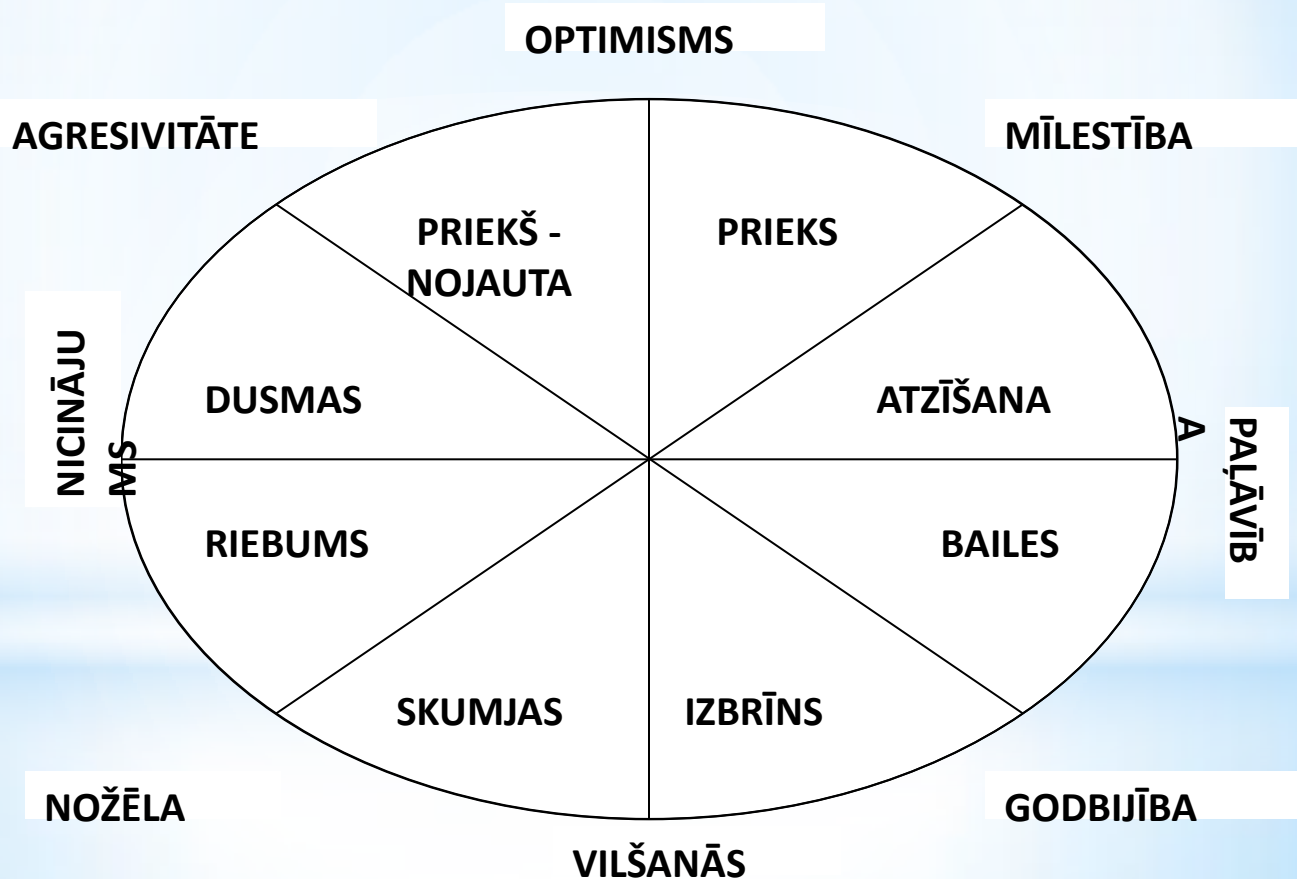 OPTIMISMS
AGRESIVITĀTE
MĪLESTĪBA
PRIEKŠ -
NOJAUTA
PRIEKS
NICINĀJU
MS
DUSMAS
ATZĪŠANA
PAĻĀVĪB
A
RIEBUMS
BAILES
SKUMJAS
IZBRĪNS
NOŽĒLA
GODBIJĪBA
VILŠANĀS